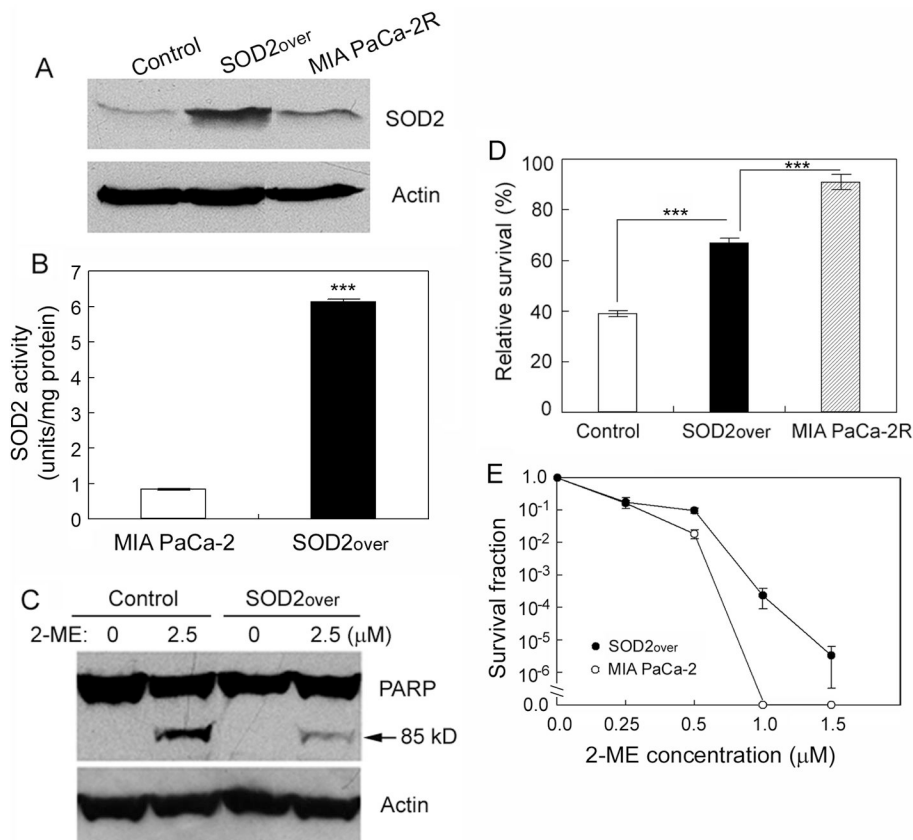 A
Control SOD2over MIA PaCa-2R
SOD2
Actin
B
SOD2 activity
(units/mg protein)
7
6
5
4
3
2
1
0
***
MIA PaCa-2 SOD2over
C
Control SOD2over
2-ME: 0 2.5 0 2.5 (μM)
PARP
85 kD
Actin
D
Relative survival (%)
100
80
60
40
20
0
***
***
Control SOD2over MIA PaCa-2R
E
Survival fraction
1.0
10-1
10-2
10-3
10-4
10-5
10-6
0.0
SOD2over
MIA PaCa-2
0.0 0.25 0.5 1.0 1.5
2-ME concentration (μM)